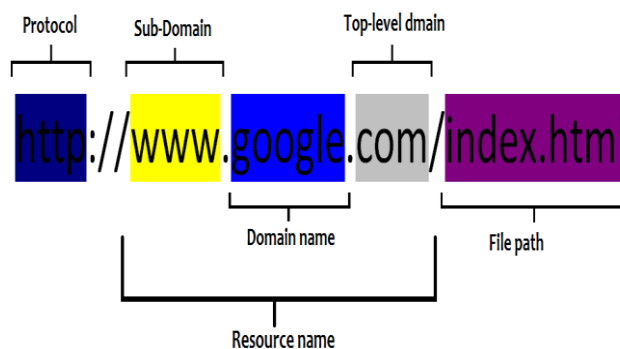 Protocol Sub-Domain Top-level dmain
http://www.google.com/index.htm
Domain name File path
Resource name